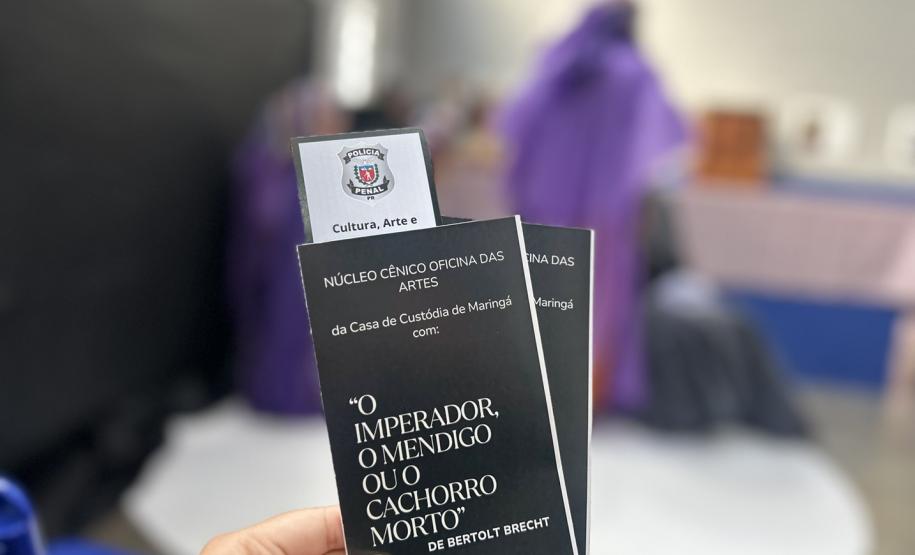 POLÍCIA
PENAL
PR
Cultura, Arte e
NÚCLEO CÊNICO OFICINA DAS
ARTES
da Casa de Custódia de Maringá
com:
“O
IMPERADOR,
O MENDIGO
OU O
CACHORRO
MORTO”
DE BERTOLT BRECHT
CINA DAS
Maringá